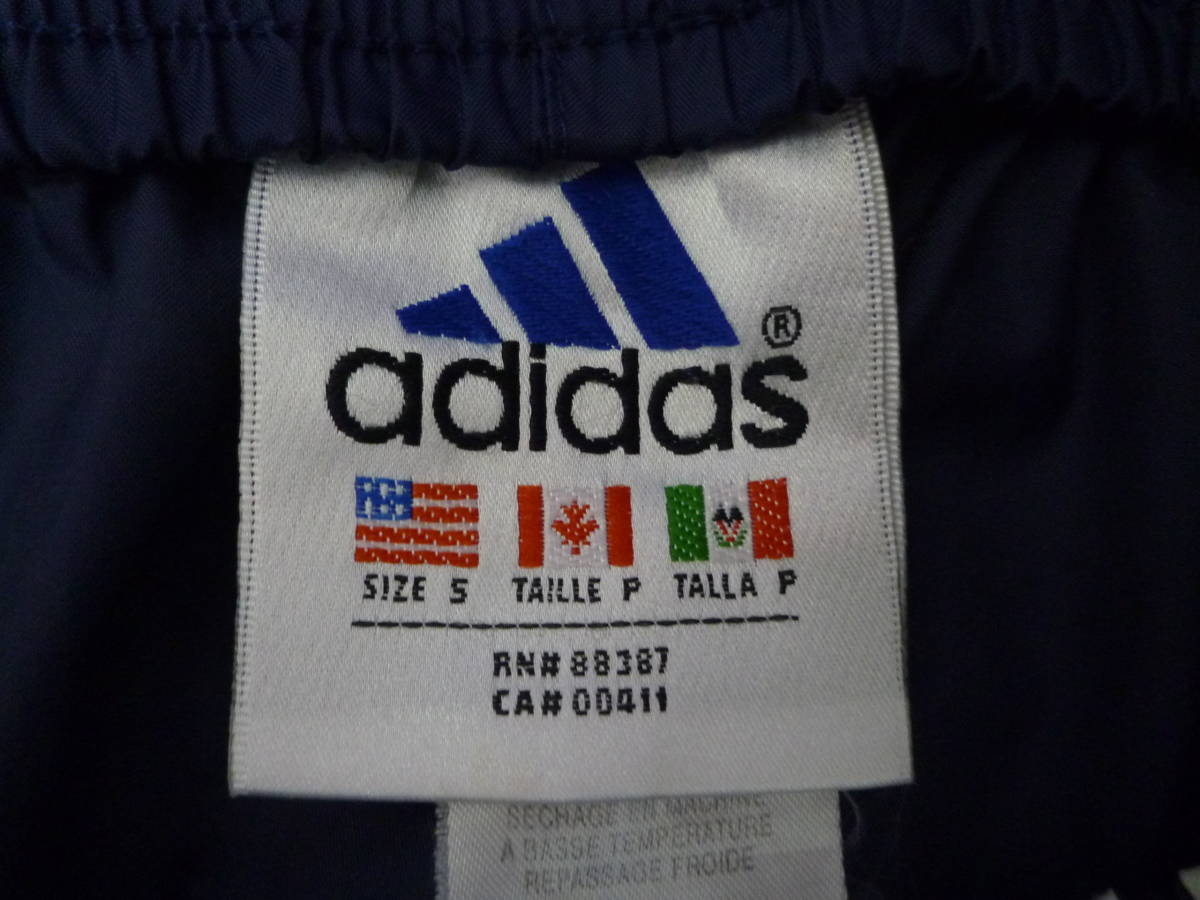 ®
adidas
SIZE S TAILLE P TALLA P
RN# 88387
CA# 00411
SECHAGE EN MACHINE
A BASSE TEMPERATURE
REPASSAGE FROIDE